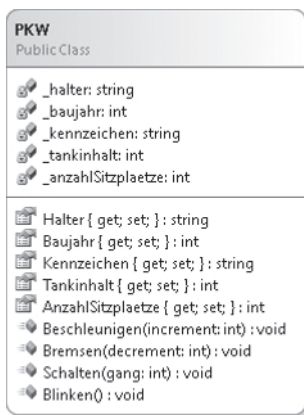 PKW
Public Class
_halter: string
_baujahr: int
_kennzeichen: string
_tankinhalt: int
_anzahlSitzplaetze: int
Halter { get; set; } : string
Baujahr { get; set; } : int
Kennzeichen { get; set; } : string
Tankinhalt { get; set; } : int
AnzahlSitzplaetze { get; set; } : int
Beschleunigen(increment: int) : void
Bremsen(decrement: int) : void
Schalten(gang: int) : void
Blinken() : void